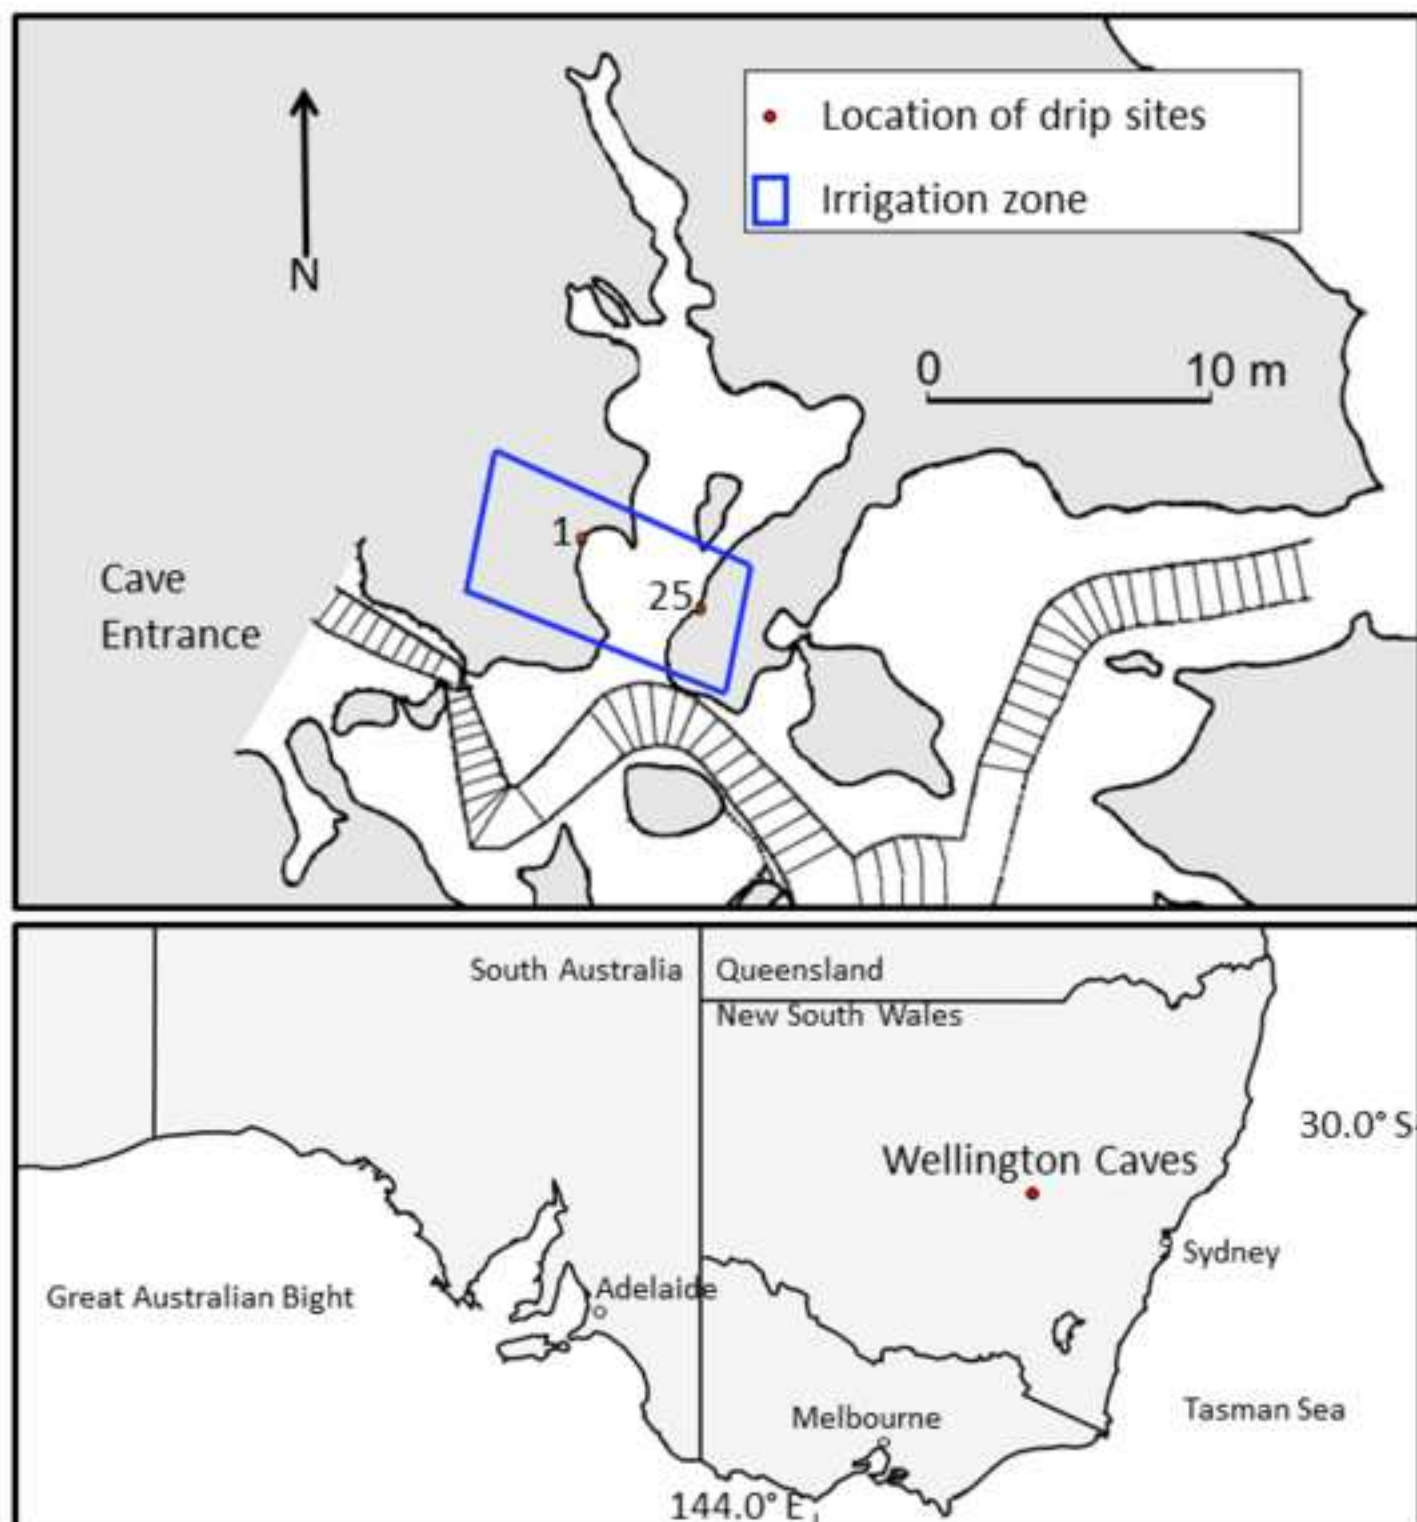 Location of drip sites
Irrigation zone
N
0 10 m
1
25
Cave
Entrance
South Australia
Queensland
New South Wales
30.0° S
Wellington Caves
Sydney
Great Australian Bight
Adelaide
Melbourne
Tasman Sea
144.0° E